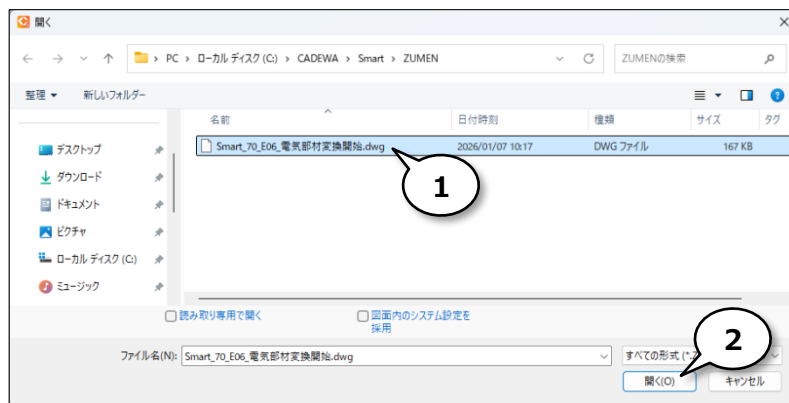 開く
PC › ローカル ディスク (C:) › CADEWA › Smart › ZUMEN
ZUMENの検索
整理 新しいフォルダー
名前 日付時刻 種類 サイズ タグ
Smart_70_E06_電気部材変換開始.dwg 2026/01/07 10:17 DWG ファイル 167 KB
デスクトップ
1
ダウンロード
ドキュメント
ピクチャ
ローカル ディスク (C:)
ミュージック
読み取り専用で開く 図面内のシステム設定を
採用
2
ファイル名(N): Smart_70_E06_電気部材変換開始.dwg すべての形式 (*.
開く(O) キャンセル